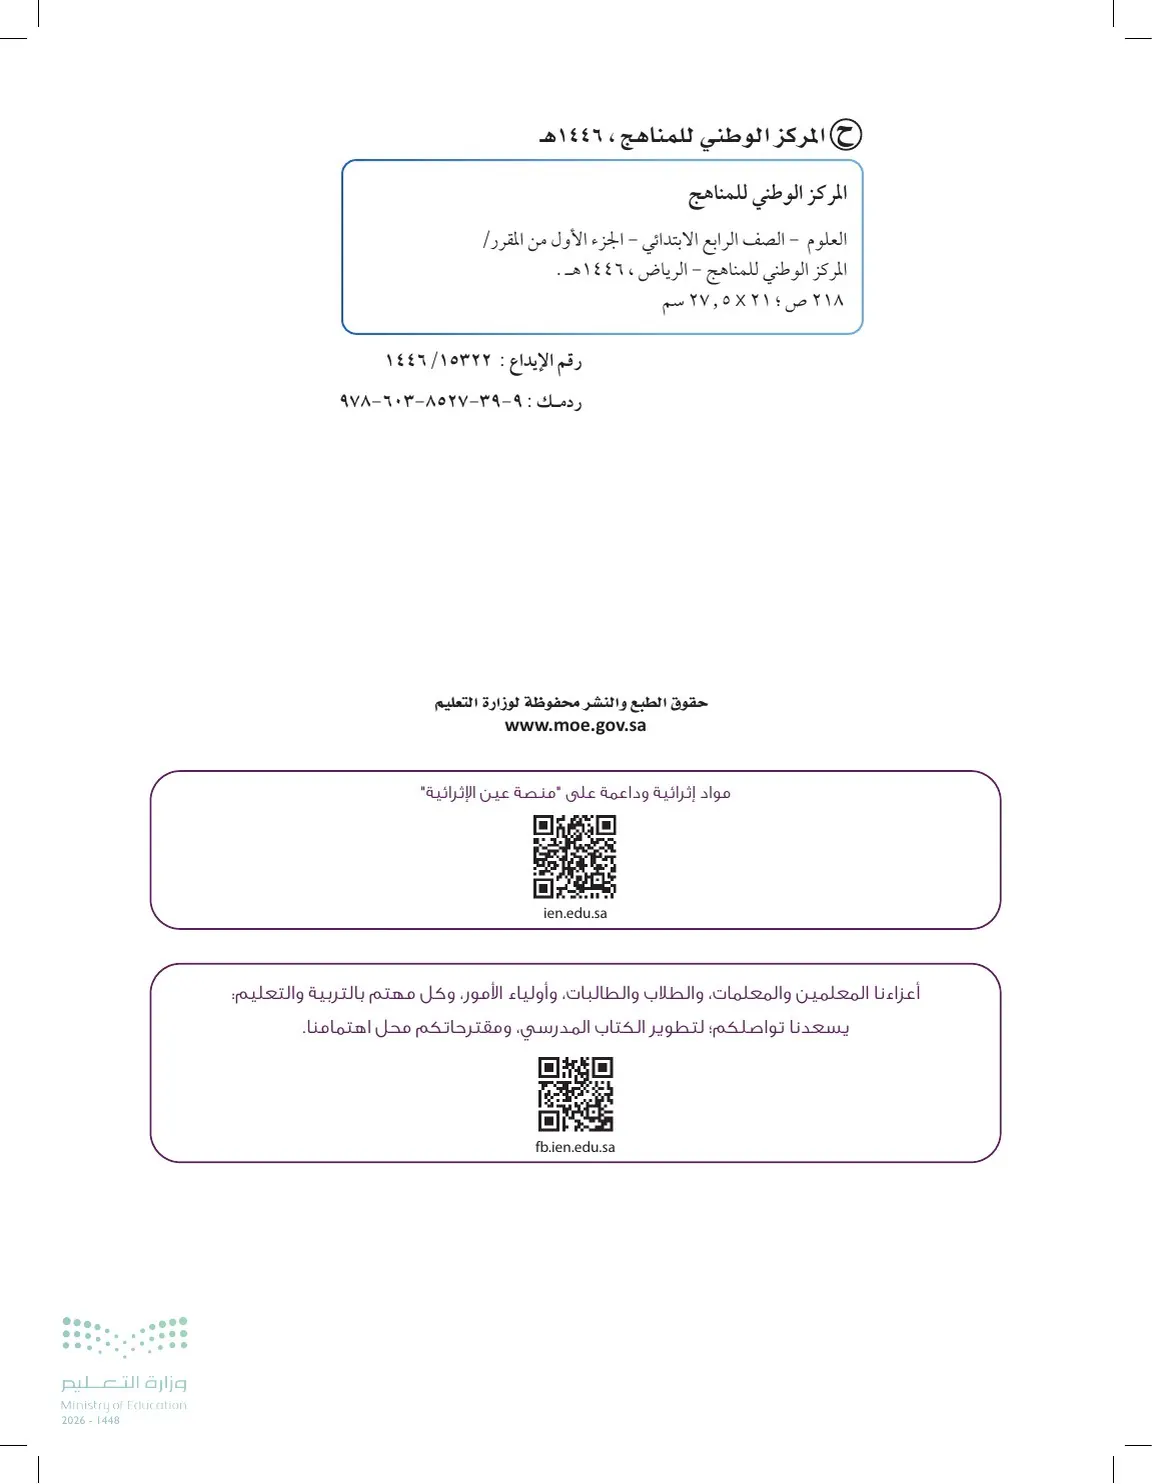 ح المركز الوطني للمناهج ، ١٤٤٦هـ
المركز الوطني للمناهج
العلوم - الصف الرابع الابتدائي - الجزء الأول من المقرر/
المركز الوطني للمناهج - الرياض ، ١٤٤٦هـ .
٢١٨ ص ؛ ٢١ X ٢٧,٥ سم
رقم الإيداع : ١٥٣٢٢/ ١٤٤٦
ردمـك : ٩-٣٩-٨٥٢٧-٦٠٣-٩٧٨
حقوق الطبع والنشر محفوظة لوزارة التعليم
www.moe.gov.sa
مواد إثرائية وداعمة على "منصة عين الإثرائية"
ien.edu.sa
أعزاءنا المعلمين والمعلمات، والطلاب والطالبات، وأولياء الأمور، وكل مهتم بالتربية والتعليم:
يسعدنا تواصلكم؛ لتطوير الكتاب المدرسي، ومقترحاتكم محل اهتمامنا.
fb.ien.edu.sa
وزارة التعـــليم
Ministry of Education
2026 - 1448